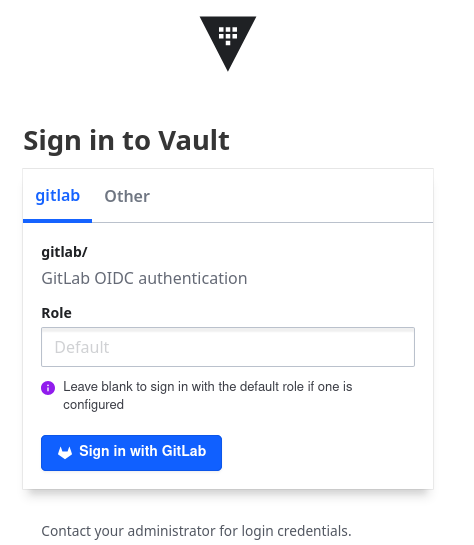 Sign in to Vault
gitlab Other
gitlab/
GitLab OIDC authentication
Role
Default
Leave blank to sign in with the default role if one is
configured
Sign in with GitLab
Contact your administrator for login credentials.